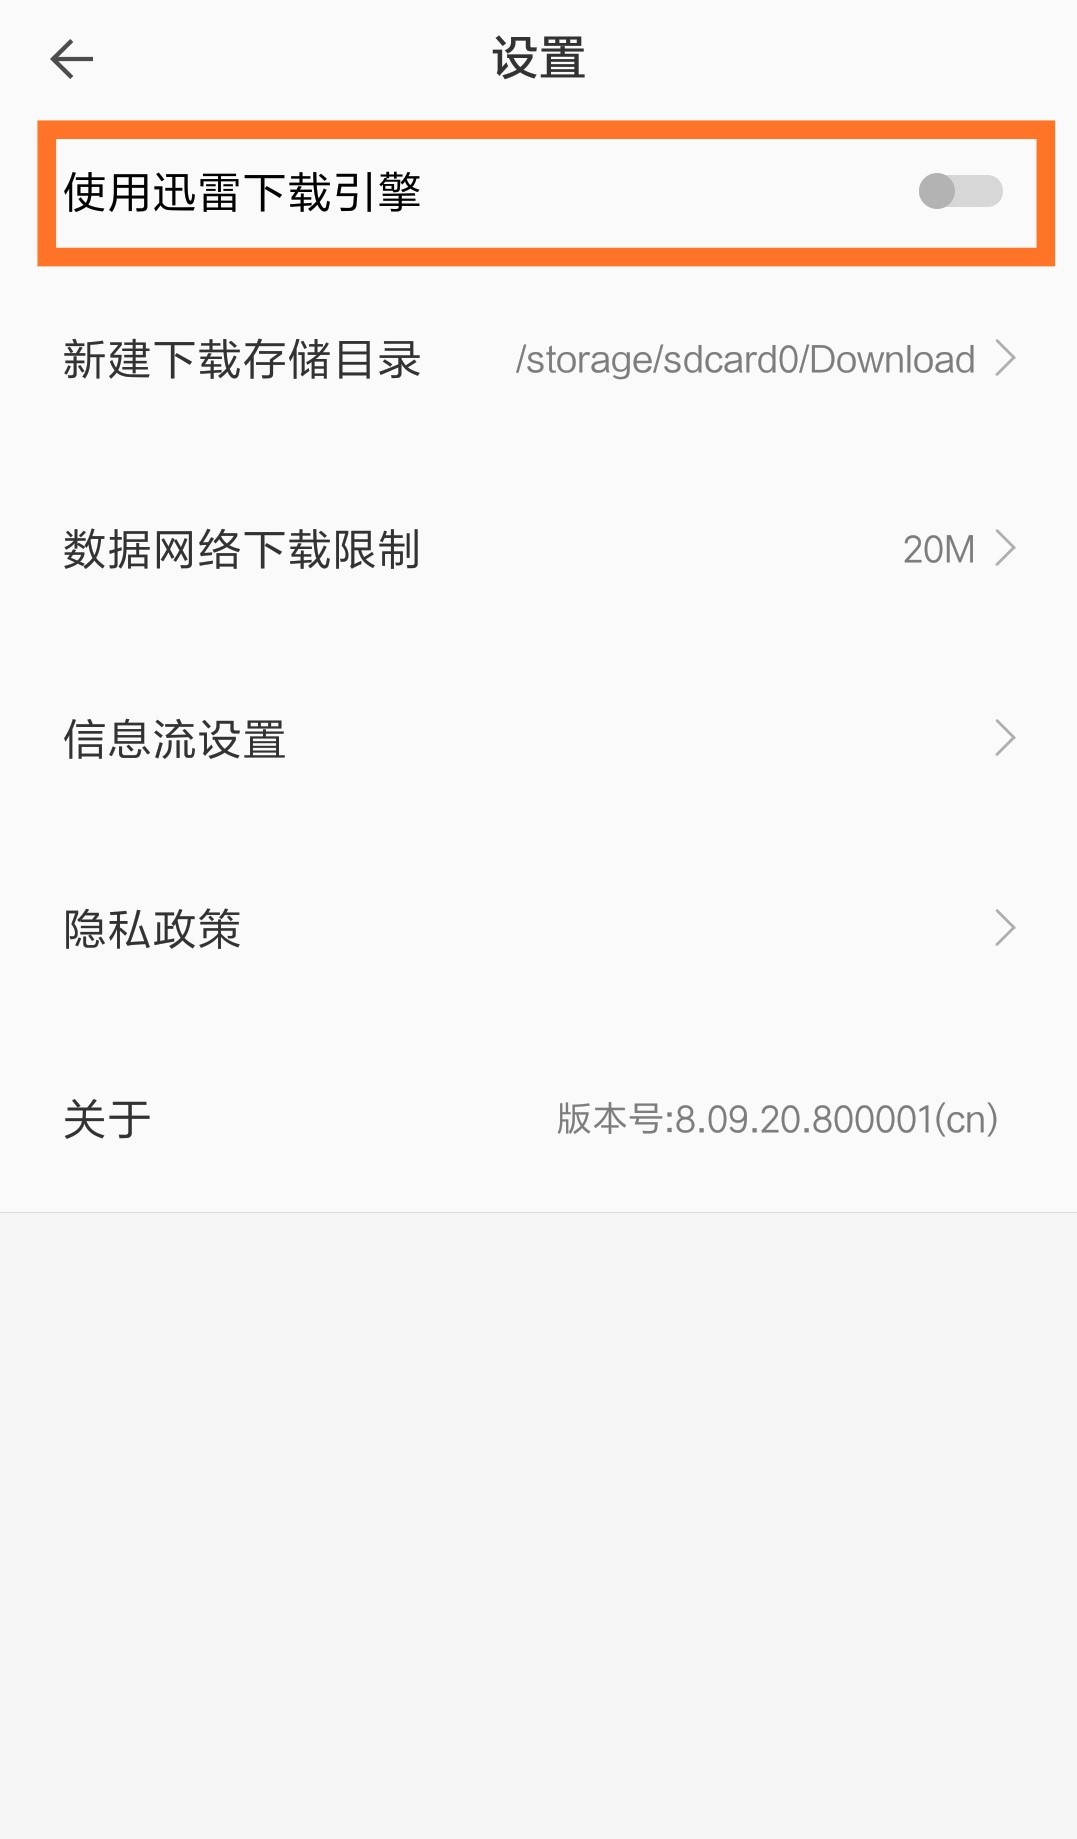 设置
使用迅雷下载引擎
新建下载存储目录 /storage/sdcard0/Download
数据网络下载限制 20M
信息流设置
隐私政策
关于 版本号:8.09.20.800001(cn)